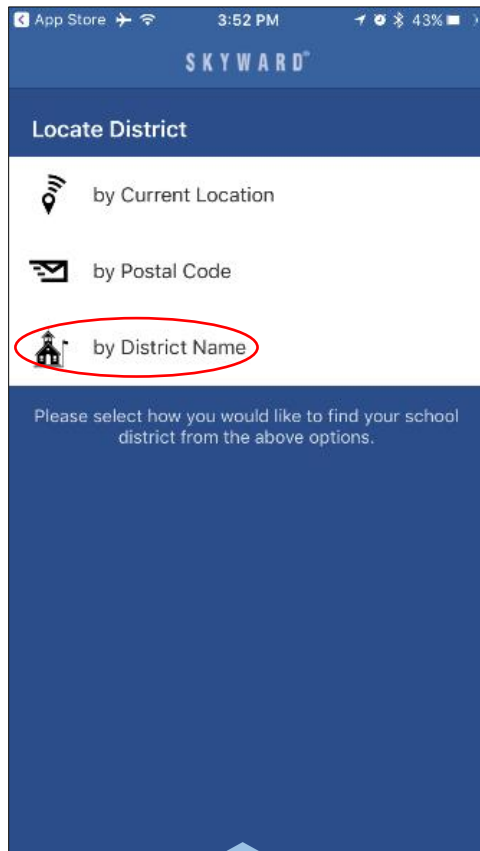 App Store 3:52 PM 43%
SKYWARD®
Locate District
by Current Location
by Postal Code
by District Name
Please select how you would like to find your school
district from the above options.